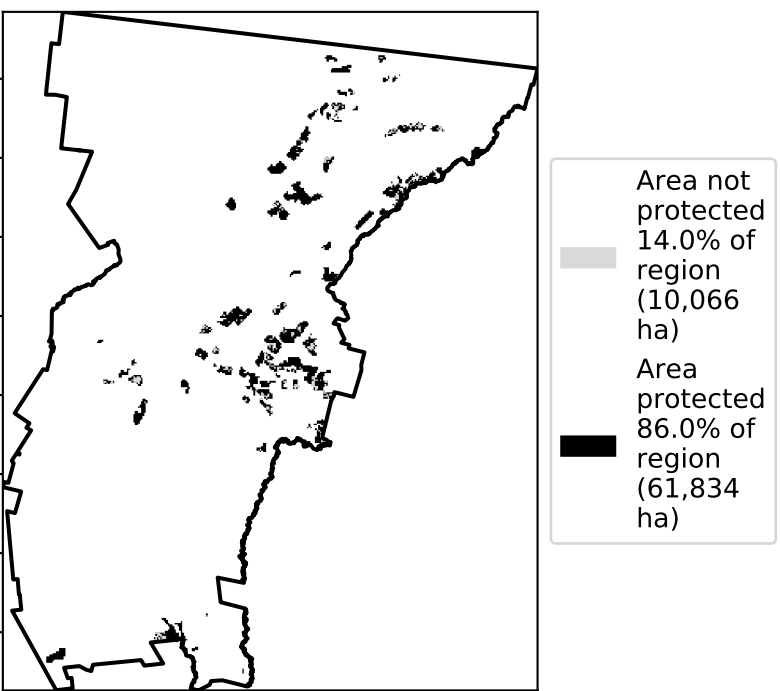 Area not
protected
14.0% of
region
(10,066
ha)
Area
protected
86.0% of
region
(61,834
ha)